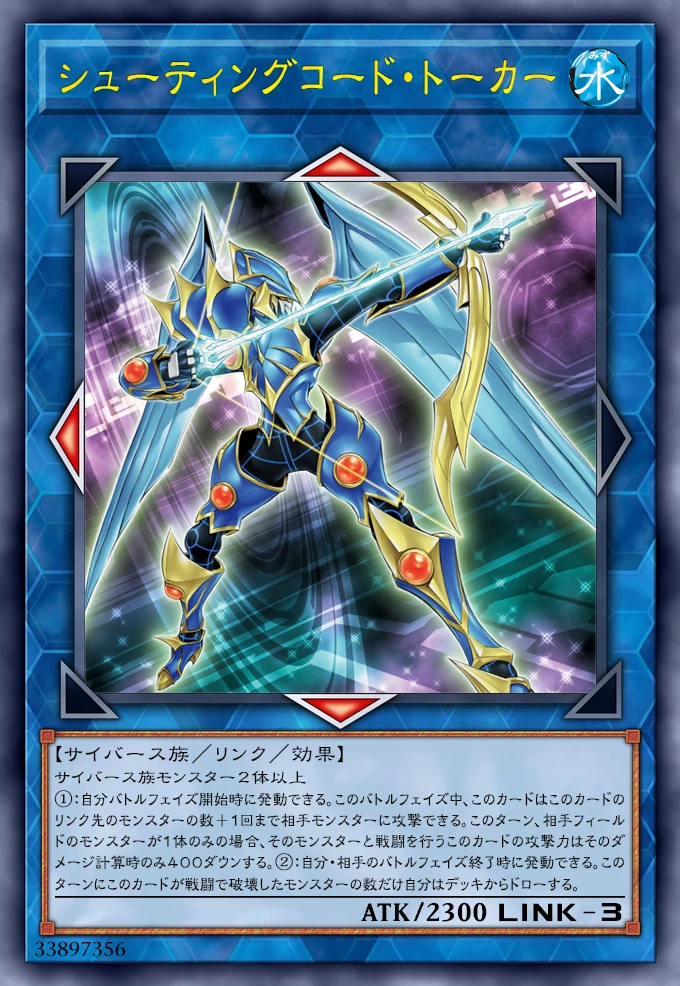 シューティングコード・トーカー
みず
水
【サイバース族／リンク／効果】
サイバース族モンスター２体以上
①：自分バトルフェイズ開始時に発動できる。このバトルフェイズ中、このカードはこのカードの
リンク先のモンスターの数＋１回まで相手モンスターに攻撃できる。このターン、相手フィール
ドのモンスターが１体のみの場合、そのモンスターと戦闘を行うこのカードの攻撃力はそのダ
メージ計算時のみ４００ダウンする。②：自分・相手のバトルフェイズ終了時に発動できる。この
ターンにこのカードが戦闘で破壊したモンスターの数だけ自分はデッキからドローする。
ATK/2300 LINK-3
33897356